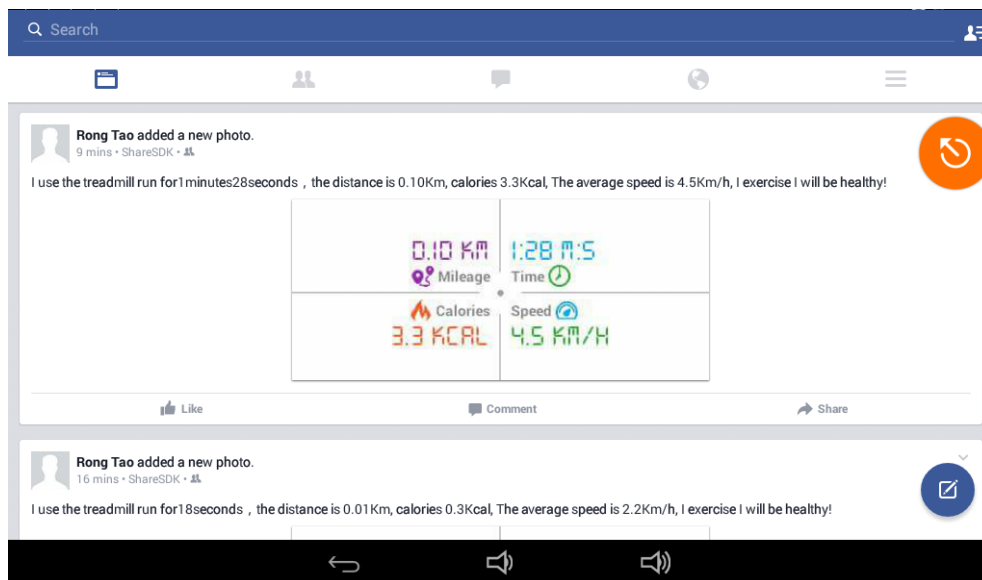 Search
Rong Tao added a new photo.
9 mins • ShareSDK •
I use the treadmill run for1minutes28seconds , the distance is 0.10Km, calories 3.3Kcal, The average speed is 4.5Km/h, I exercise I will be healthy!
0.10 KM 1:28 M:S
Mileage Time
Calories Speed
3.3 KCAL 4.5 KM/H
Like Comment Share
Rong Tao added a new photo.
16 mins • ShareSDK •
I use the treadmill run for18seconds , the distance is 0.01Km, calories 0.3Kcal, The average speed is 2.2Km/h, I exercise I will be healthy!